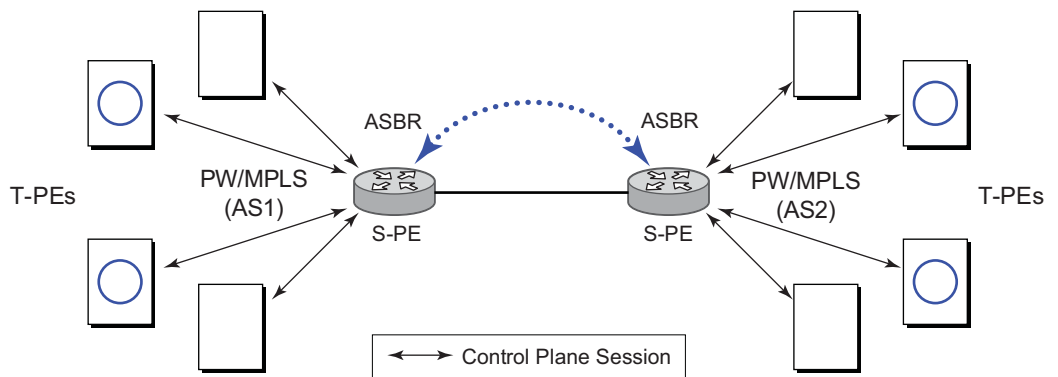 ASBR
ASBR
T-PEs
PW/MPLS
(AS1)
PW/MPLS
(AS2)
T-PEs
S-PE
S-PE
Control Plane Session